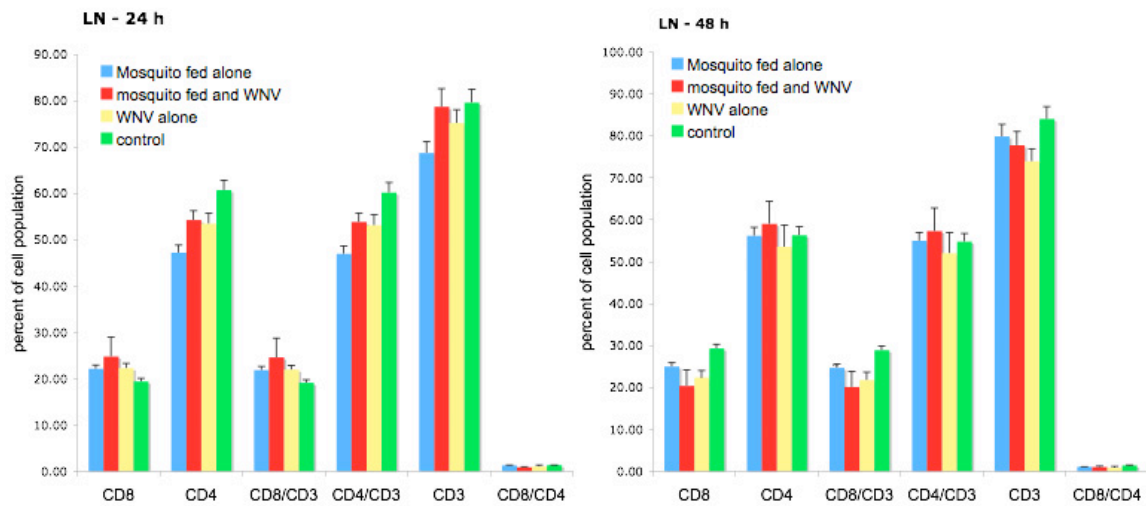 LN - 24 h
90.00
80.00
70.00
60.00
50.00
40.00
30.00
20.00
10.00
0.00
percent of cell population
Mosquito fed alone
mosquito fed and WNV
WNV alone
control
CD8 CD4 CD8/CD3 CD4/CD3 CD3 CD8/CD4
LN - 48 h
100.00
90.00
80.00
70.00
60.00
50.00
40.00
30.00
20.00
10.00
0.00
percent of cell population
Mosquito fed alone
mosquito fed and WNV
WNV alone
control
CD8 CD4 CD8/CD3 CD4/CD3 CD3 CD8/CD4